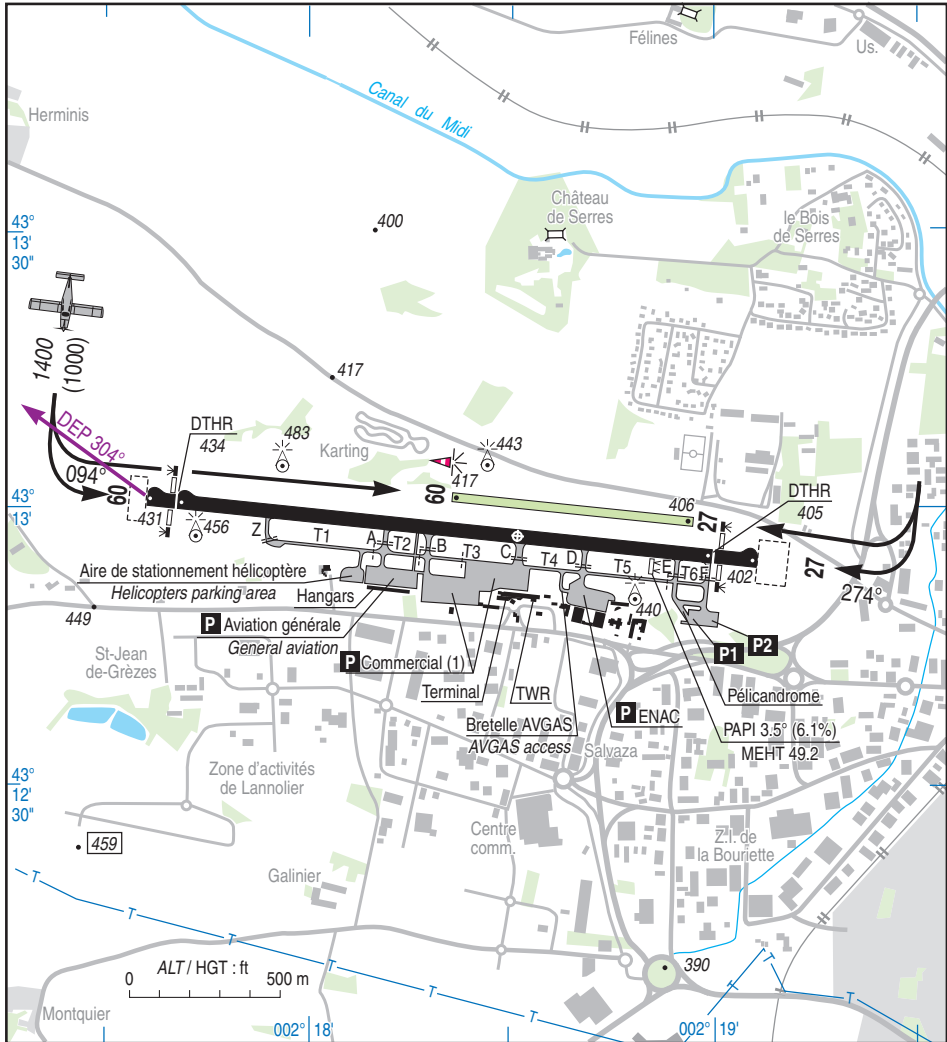 Félines
Us.
Canal du Midi
Herminis
Château
de Serres
le Bois
de Serres
400
43°
13'
30"
1400
(1000)
417
DEP 304°
DTHR
434
483
Karting
443
094°
09
431
456
417
09
406
27
DTHR
405
43°
13'
27
402
274°
Z
T1
A
T2
B
T3
C
T4
D
T5
E
T6
F
Aire de stationnement hélicoptère
Helicopters parking area
Hangars
440
449
P Aviation générale
General aviation
P1
P2
St-Jean
de-Grèzes
P Commercial (1)
Terminal
TWR
Pélicandrome
Bretelle AVGAS
AVGAS access
P ENAC
PAPI 3.5° (6.1%)
MEHT 49.2
Salvaza
43°
12'
30"
Zone d'activités
de Lannolier
459
Centre
comm.
Z.I. de
la Bouriette
Galinier
T
T
T
T
T
T
T
T
390
ALT / HGT : ft
0
500 m
Montquier
002°
18'
002°
19'